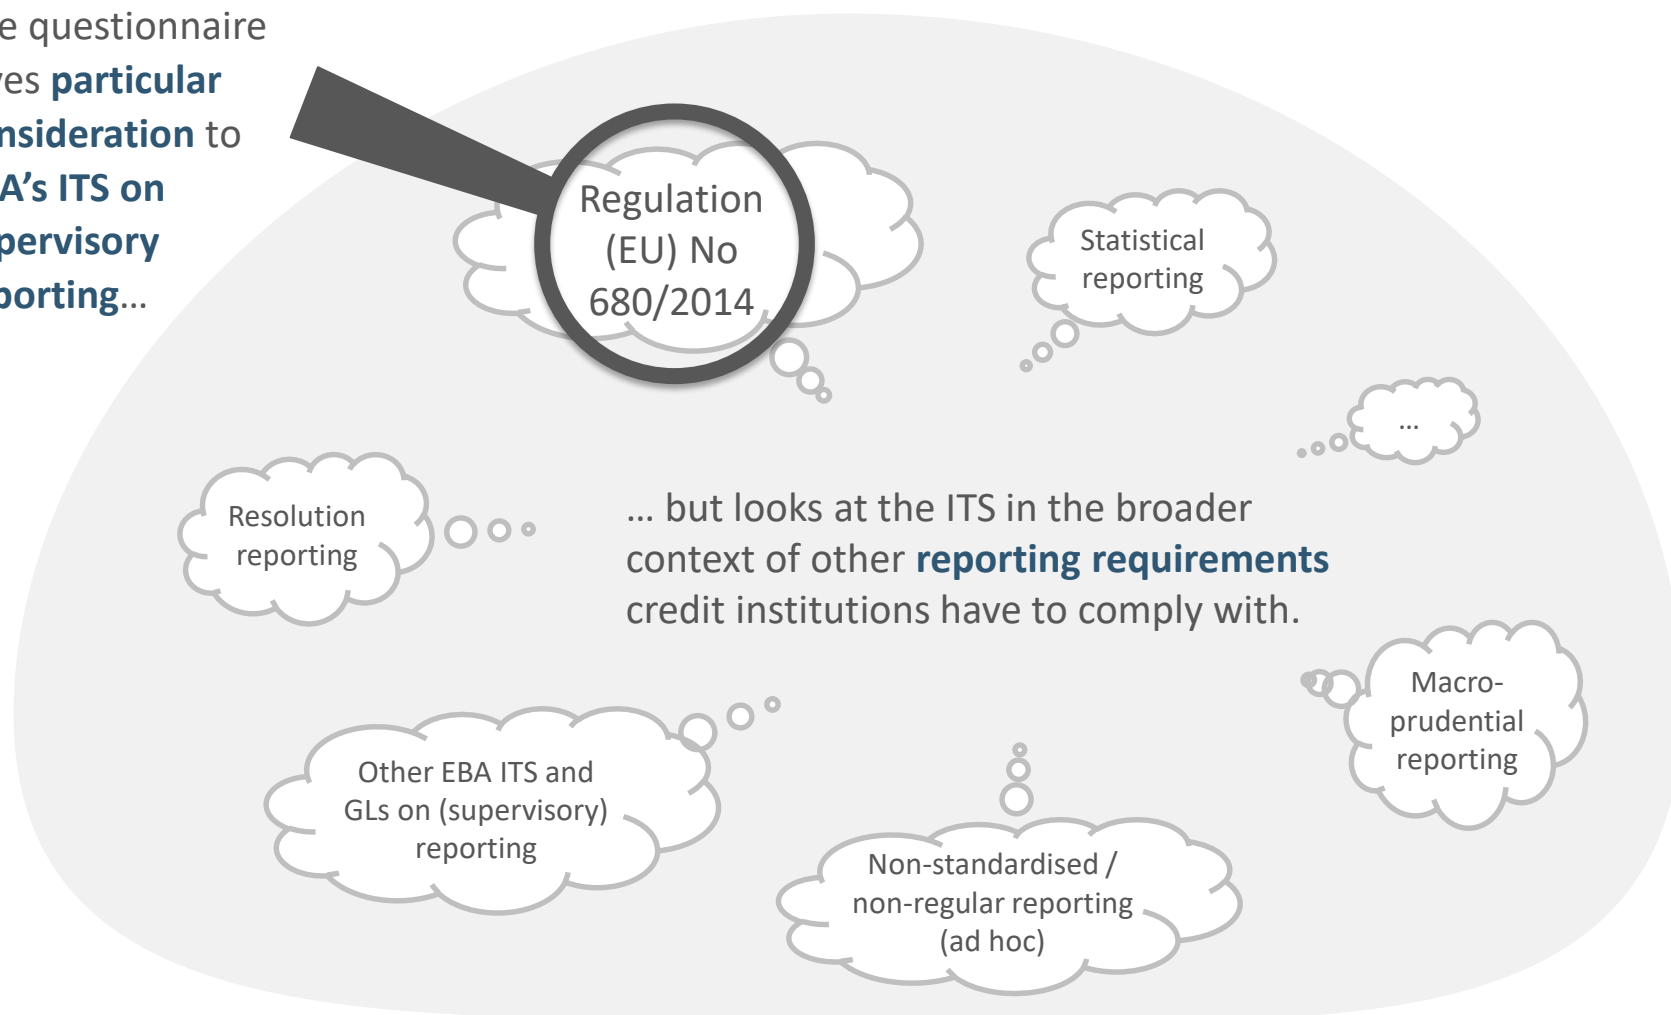 e questionnaire
ves particular
nsideration to
A's ITS on
pervisory
porting...
Regulation
(EU) No
680/2014
Statistical
reporting
...
Resolution
reporting
... but looks at the ITS in the broader
context of other reporting requirements
credit institutions have to comply with.
Macro-
prudential
reporting
Other EBA ITS and
GLs on (supervisory)
reporting
Non-standardised /
non-regular reporting
(ad hoc)